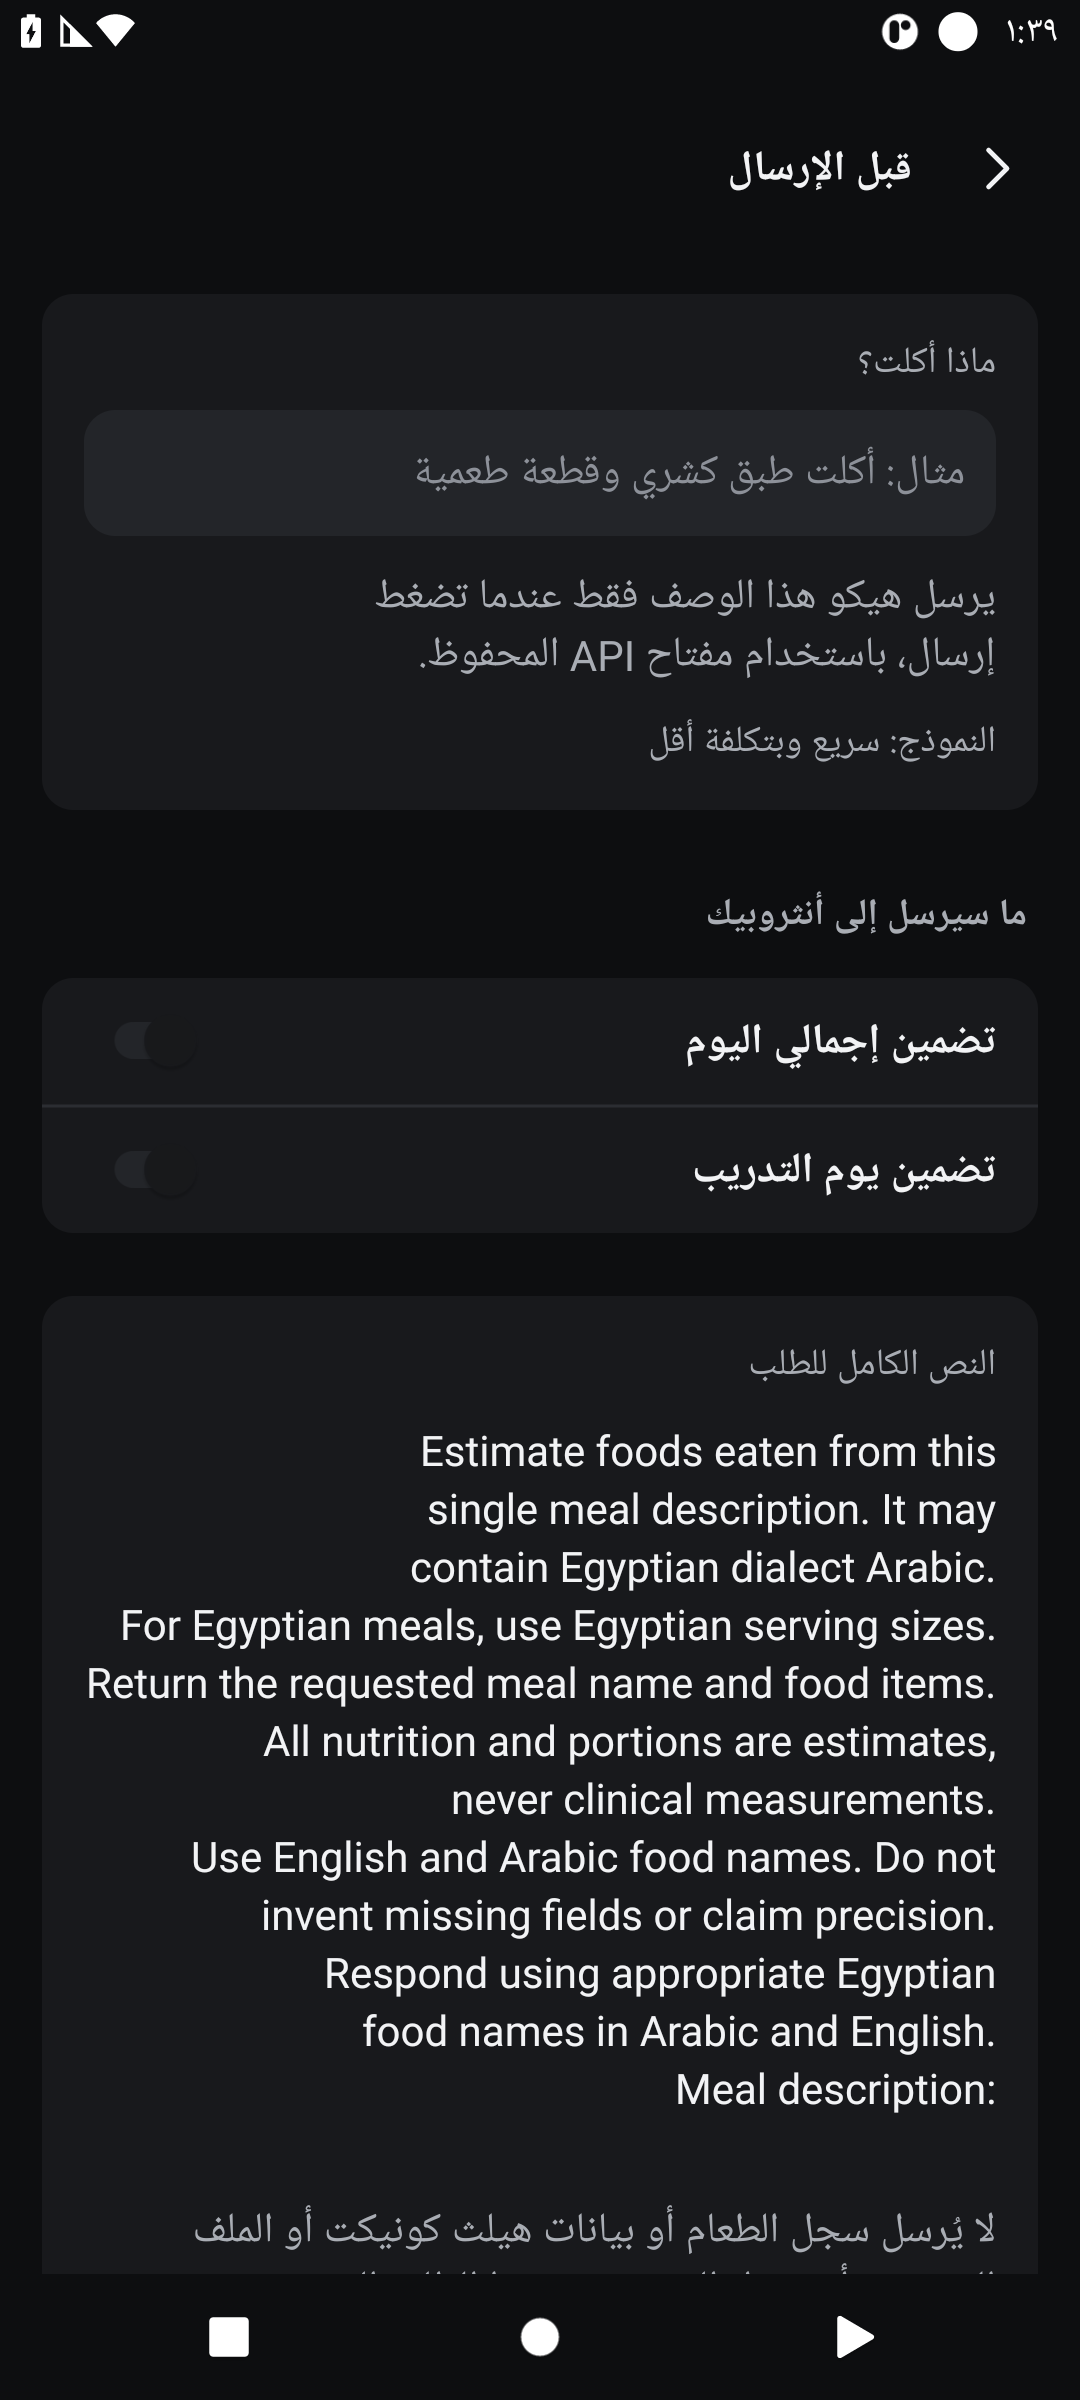 ١:٣٩
قبل الإرسال
ماذا أكلت؟
مثال: أكلت طبق كشري وقطعة طعمية
يرسل هيكو هذا الوصف فقط عندما تضغط
إرسال، باستخدام مفتاح API المحفوظ.
النموذج: سريع وبتكلفة أقل
ما سيرسل إلى أنثروبيك
تضمين إجمالي اليوم
تضمين يوم التدريب
النص الكامل للطلب
Estimate foods eaten from this
single meal description. It may
contain Egyptian dialect Arabic.
For Egyptian meals, use Egyptian serving sizes.
Return the requested meal name and food items.
All nutrition and portions are estimates,
never clinical measurements.
Use English and Arabic food names. Do not
invent missing fields or claim precision.
Respond using appropriate Egyptian
food names in Arabic and English.
Meal description:
لا يُرسل سجل الطعام أو بيانات هيلث كونيكت أو الملف